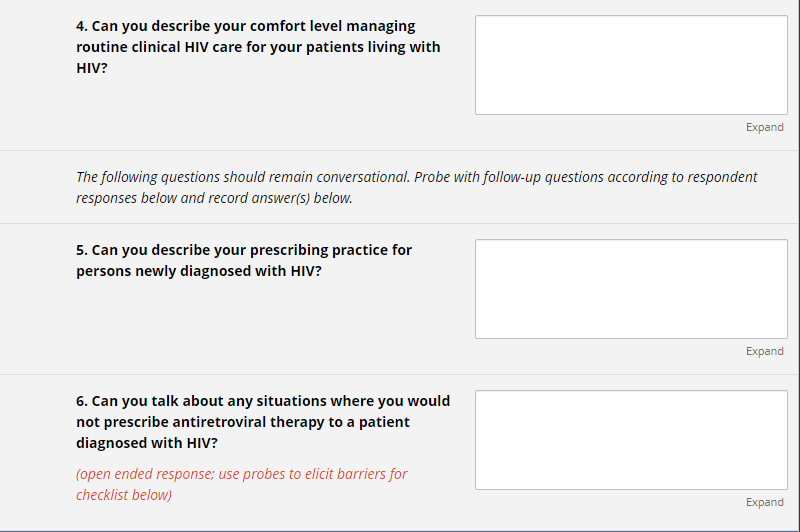 4. Can you describe your comfort level managing
routine clinical HIV care for your patients living with
HIV?
Expand
The following questions should remain conversational. Probe with follow-up questions according to respondent
responses below and record answer(s) below.
5. Can you describe your prescribing practice for
persons newly diagnosed with HIV?
Expand
6. Can you talk about any situations where you would
not prescribe antiretroviral therapy to a patient
diagnosed with HIV?
(open ended response; use probes to elicit barriers for
checklist below)
Expand